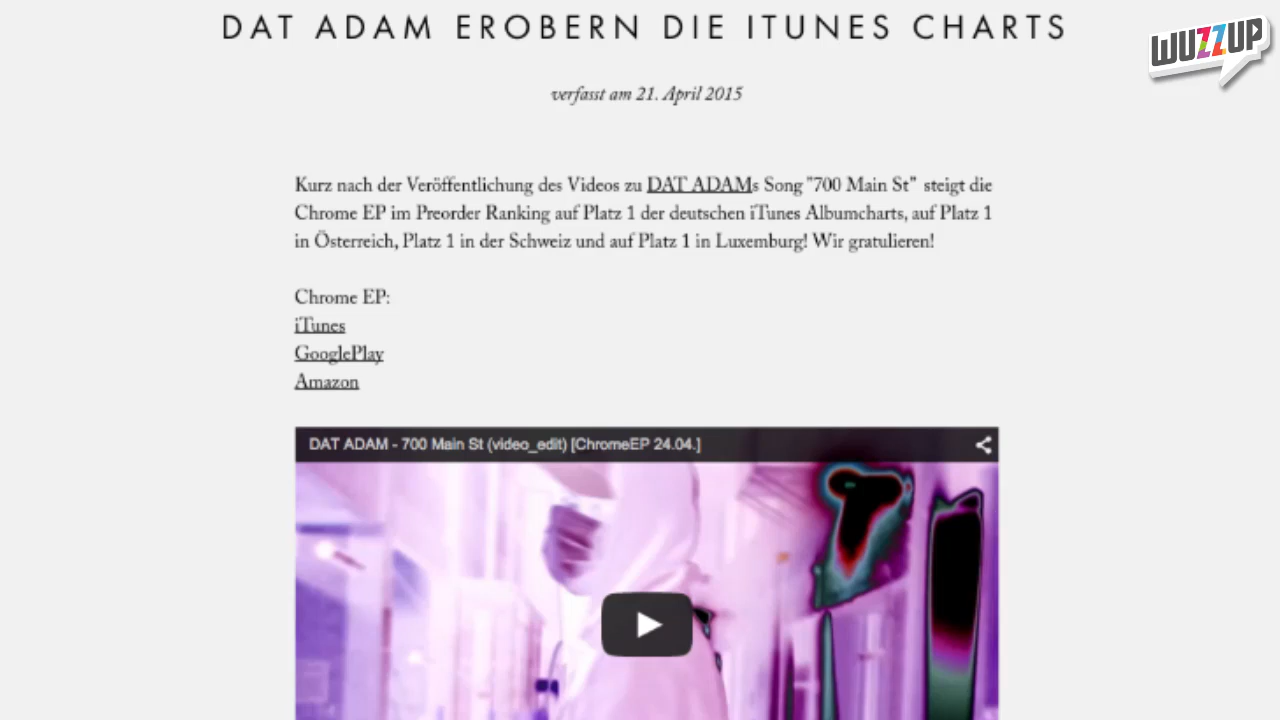 DAT ADAM EROBERN DIE ITUNES CHARTS
WUZZUP
verfasst am 21. April 2015
Kurz nach der Veröffentlichung des Videos zu DAT ADAMs Song "700 Main St" steigt die
Chrome EP im Preorder Ranking auf Platz 1 der deutschen iTunes Albumcharts, auf Platz 1
in Österreich, Platz 1 in der Schweiz und auf Platz 1 in Luxemburg! Wir gratulieren!
Chrome EP:
iTunes
GooglePlay
Amazon
DAT ADAM - 700 Main St (video_edit) [ChromeEP 24.04.]